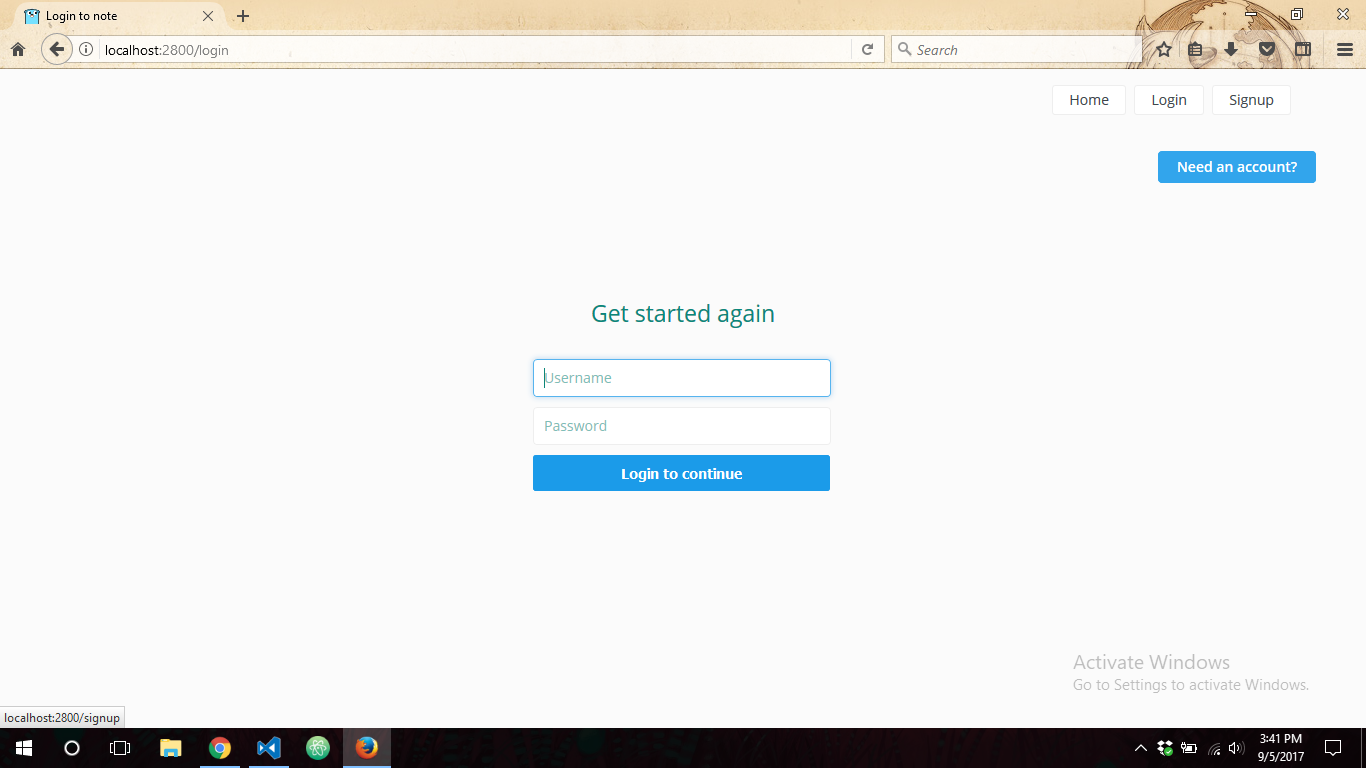 Login to note
localhost:2800/login
Search
Home
Login
Signup
Need an account?
Get started again
Username
Password
Login to continue
Activate Windows
Go to Settings to activate Windows.
localhost:2800/signup
3:41 PM
9/5/2017